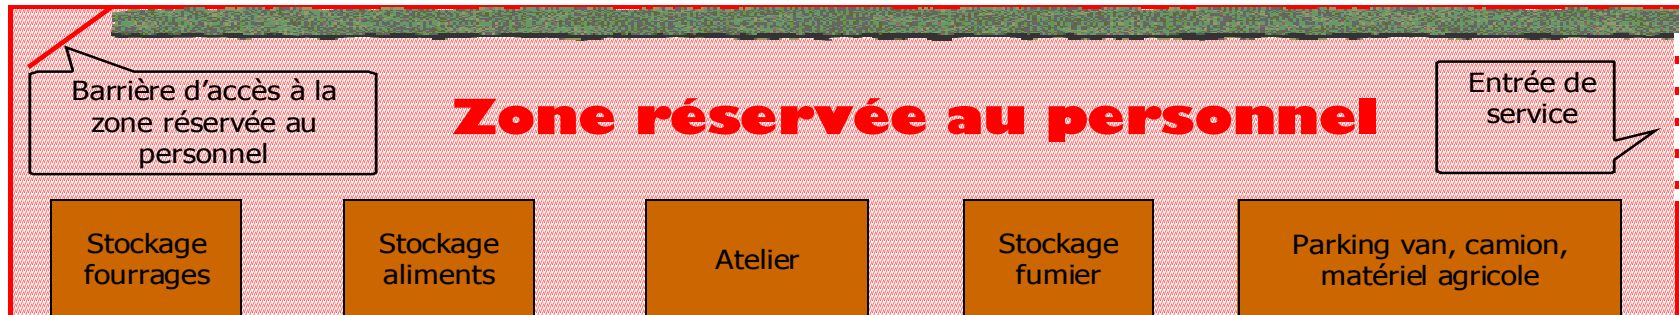 Barrière d'accès à la
zone réservée au
personnel
Zone réservée au personnel
Entrée de
service
Stockage
fourrages
Stockage
aliments
Atelier
Stockage
fumier
Parking van, camion,
matériel agricole